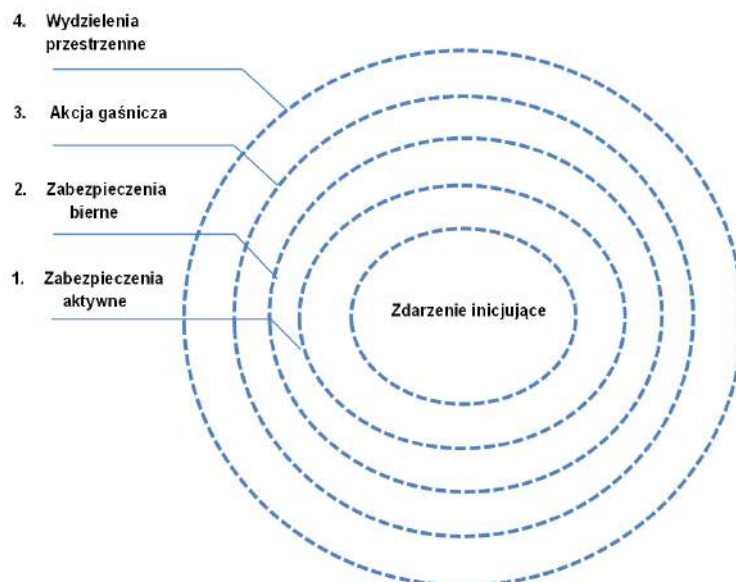 4. Wydzielenia
przestrzenne
3. Akcja gaśnicza
2. Zabezpieczenia
bierne
1. Zabezpieczenia
aktywne
Zdarzenie inicjujące